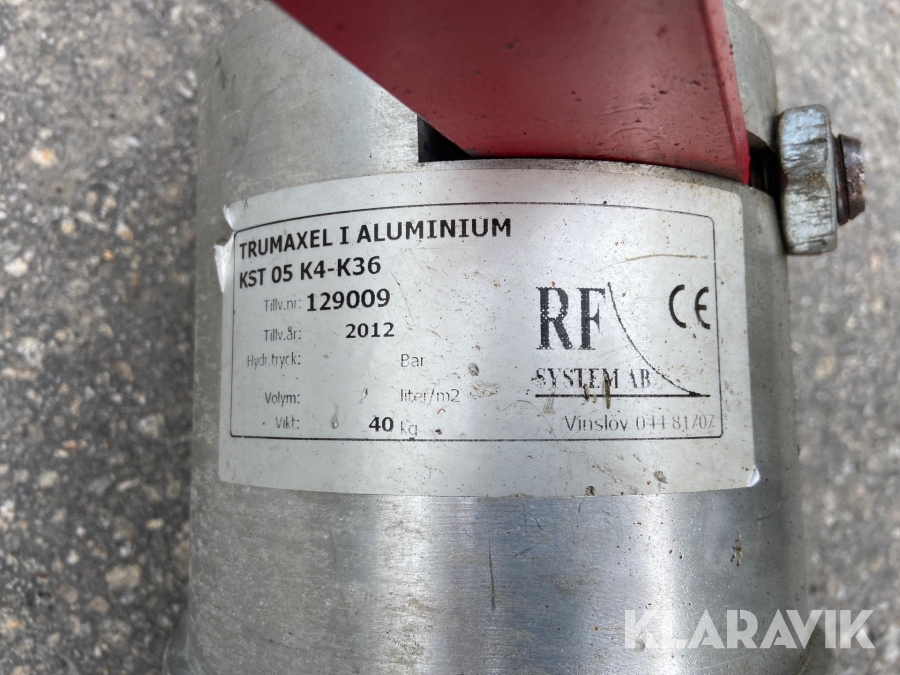 TRUMAXEL I ALUMINIUM
KST 05 K4-K36
Tillv.nr: 129009
Tillv.år: 2012
Hydr.tryck: Bar
Volym: liter/m2
Vikt: 40 kg
RF
SYSTEM AB
CE
Vinslöv 044 81707
KLARAVIK